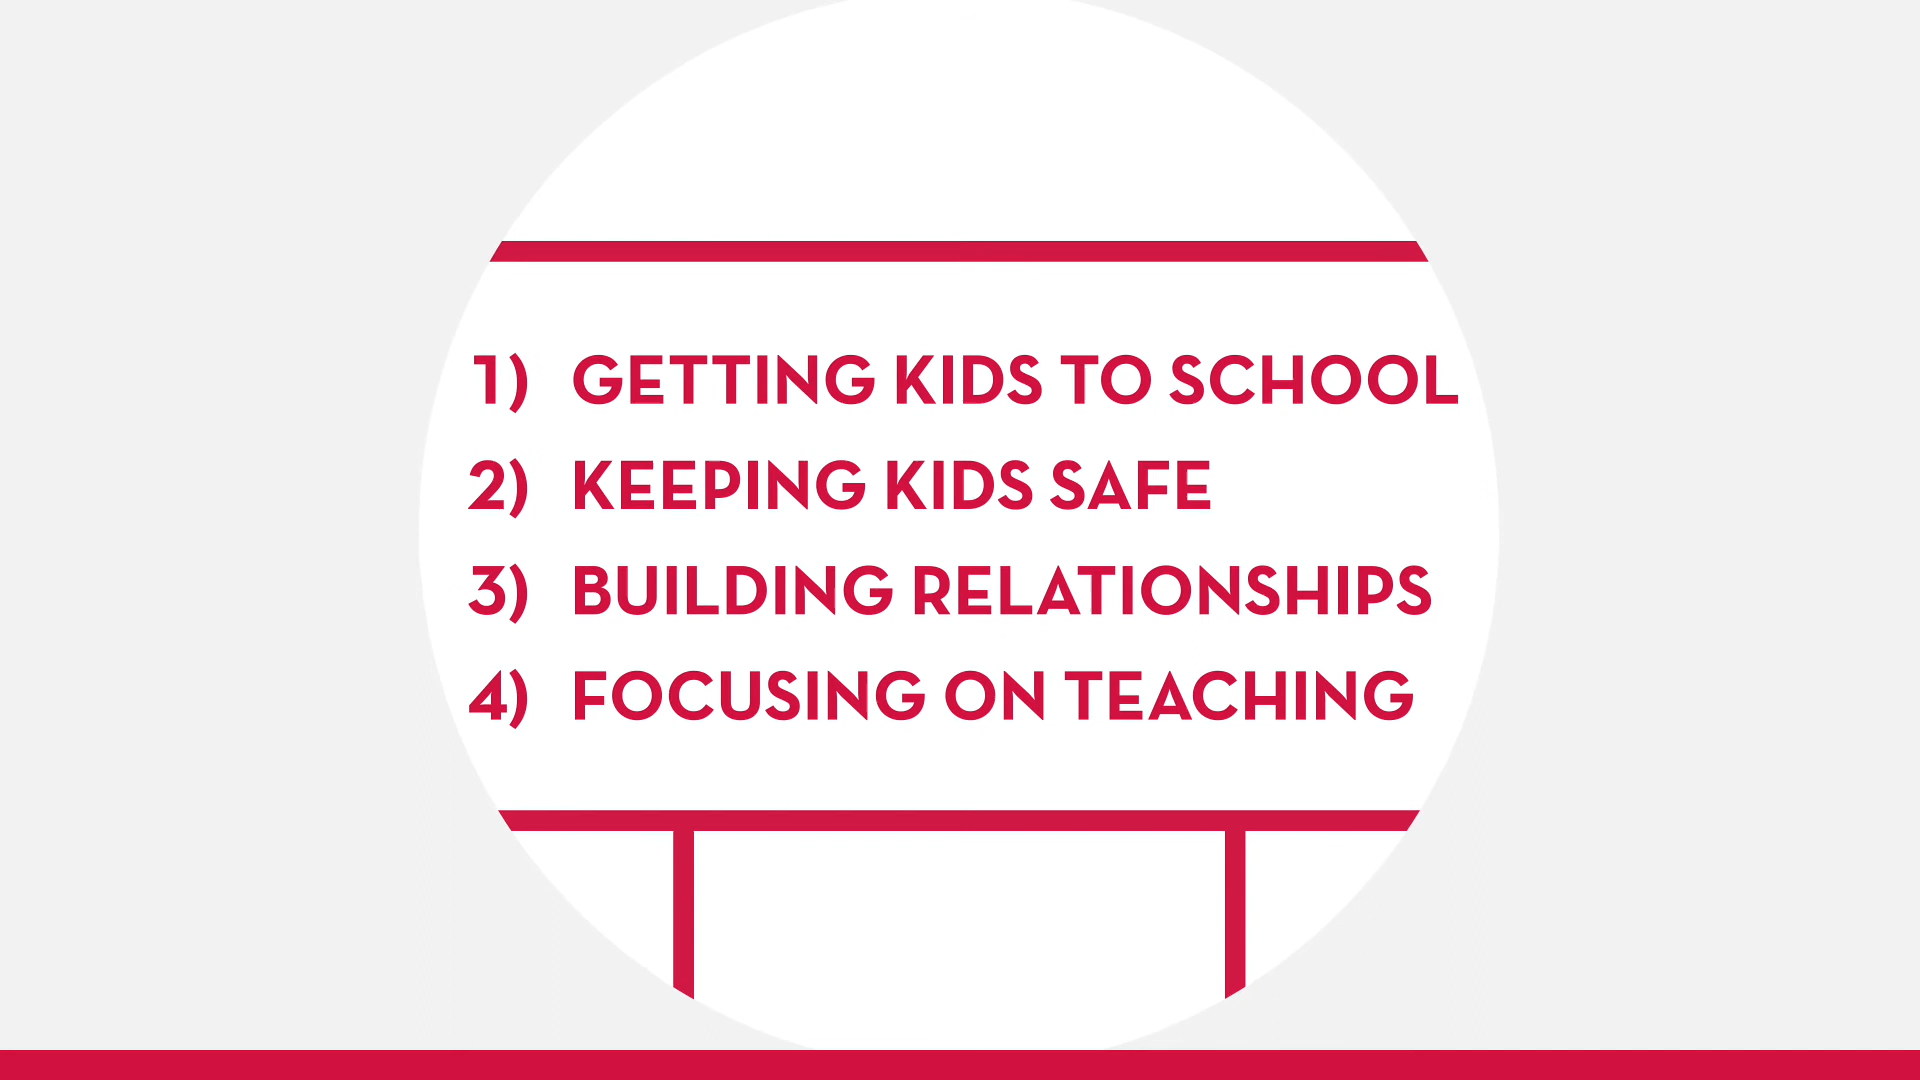 1) GETTING KIDS TO SCHOOL
2) KEEPING KIDS SAFE
3) BUILDING RELATIONSHIPS
4) FOCUSING ON TEACHING